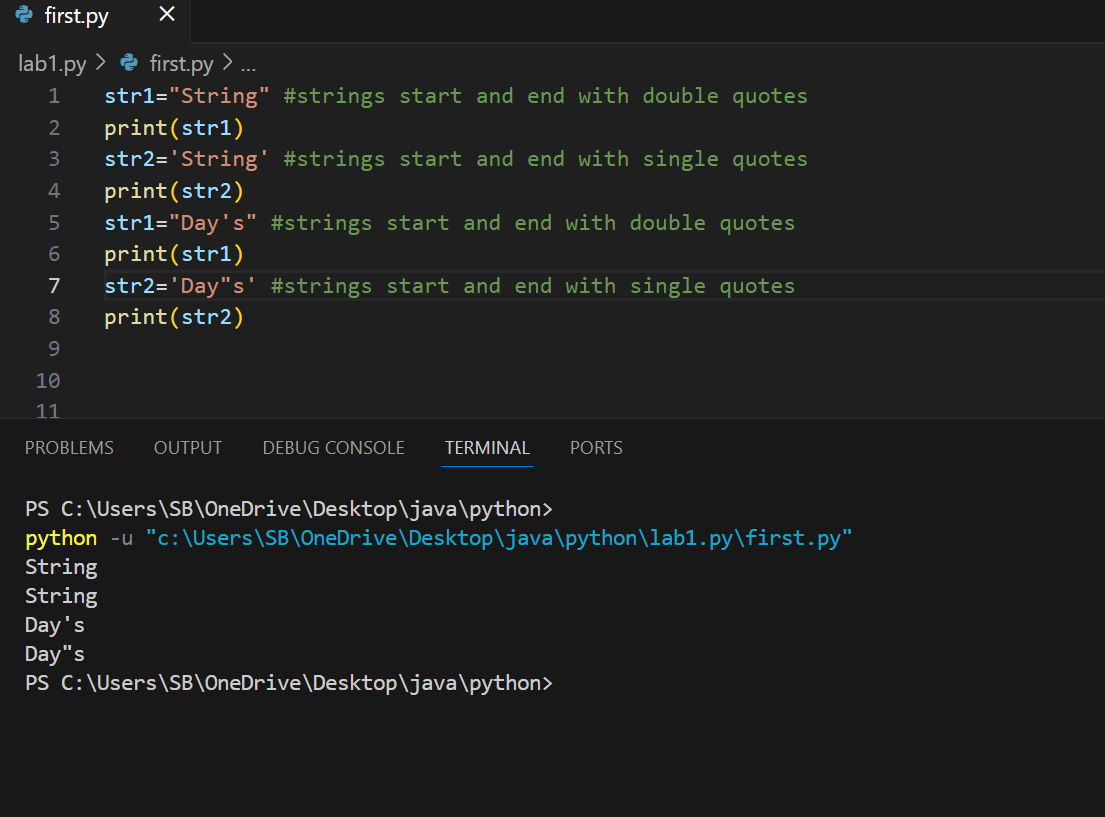 first.py ×
lab1.py > first.py > ...
1 str1="String" #strings start and end with double quotes
2 print(str1)
3 str2='String' #strings start and end with single quotes
4 print(str2)
5 str1="Day's" #strings start and end with double quotes
6 print(str1)
7 str2='Day"s' #strings start and end with single quotes
8 print(str2)
9
10
11
PROBLEMS OUTPUT DEBUG CONSOLE TERMINAL PORTS
PS C:\Users\SB\OneDrive\Desktop\java\python>
python -u "c:\Users\SB\OneDrive\Desktop\java\python\lab1.py\first.py"
String
String
Day's
Day"s
PS C:\Users\SB\OneDrive\Desktop\java\python>